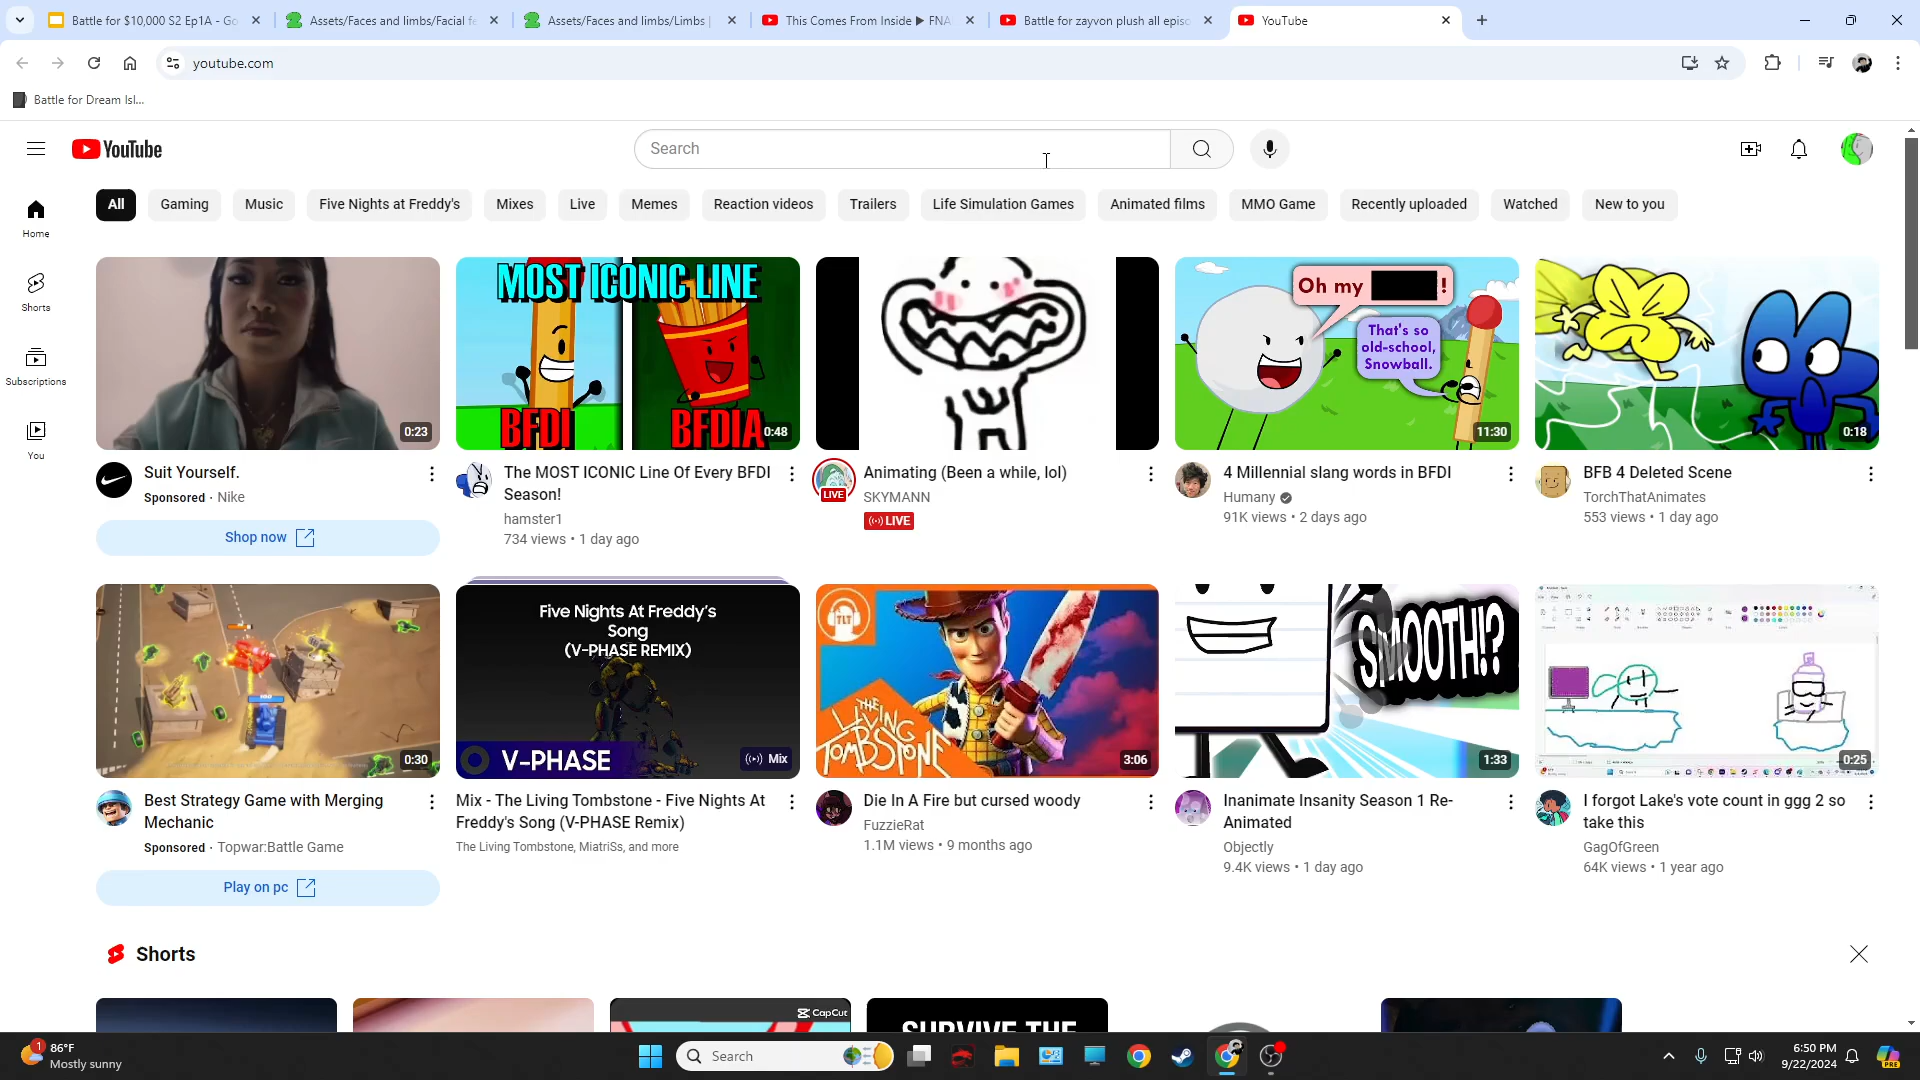 Battle for $10,000 S2 Ep1A - Go
Assets/Faces and limbs/Facial fe
Assets/Faces and limbs/Limbs |
This Comes From Inside ▶ FNA
Battle for zayvon plush all episo
YouTube
youtube.com
Battle for Dream Isl...
YouTube
Search
All
Gaming
Music
Five Nights at Freddy's
Mixes
Live
Memes
Reaction videos
Trailers
Life Simulation Games
Animated films
MMO Game
Recently uploaded
Watched
New to you
Home
Shorts
Subscriptions
You
0:23
MOST ICONIC LINE
BFDI
BFDIA
0:48
Oh my !
That's so
old-school,
Snowball.
11:30
0:18
Suit Yourself.
Sponsored · Nike
Shop now
The MOST ICONIC Line Of Every BFDI
Season!
hamster1
734 views • 1 day ago
LIVE
Animating (Been a while, lol)
SKYMANN
LIVE
4 Millennial slang words in BFDI
Humany
91K views • 2 days ago
BFB 4 Deleted Scene
TorchThatAnimates
553 views • 1 day ago
0:30
Five Nights At Freddy's
Song
(V-PHASE REMIX)
V-PHASE
Mix
TLT
THE
LIVING
TOMBSTONE
3:06
SMOOTH!?
1:33
0:25
Best Strategy Game with Merging
Mechanic
Sponsored · Topwar:Battle Game
Play on pc
Mix - The Living Tombstone - Five Nights At
Freddy's Song (V-PHASE Remix)
The Living Tombstone, MiatriSs, and more
Die In A Fire but cursed woody
FuzzieRat
1.1M views • 9 months ago
Inanimate Insanity Season 1 Re-
Animated
Objectly
9.4K views • 1 day ago
I forgot Lake's vote count in ggg 2 so
take this
GagOfGreen
64K views • 1 year ago
Shorts
CapCut
SURVIVE THE
1
86°F
Mostly sunny
Search
6:50 PM
9/22/2024
PRE